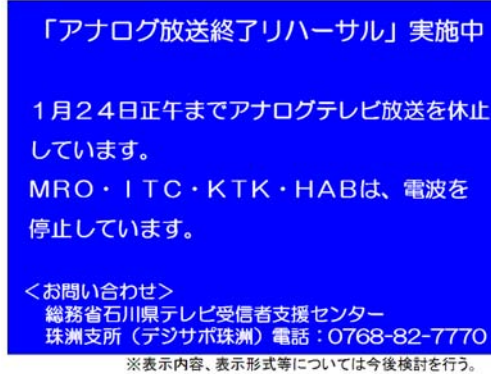 「アナログ放送終了リハーサル」実施中
１月２４日正午までアナログテレビ放送を休止
しています。
ＭＲＯ・ＩＴＣ・ＫＴＫ・ＨＡＢは、電波を
停止しています。
＜お問い合わせ＞
総務省石川県テレビ受信者支援センター
珠洲支所（デジサポ珠洲）電話：0768-82-7770
※表示内容、表示形式等については今後検討を行う。